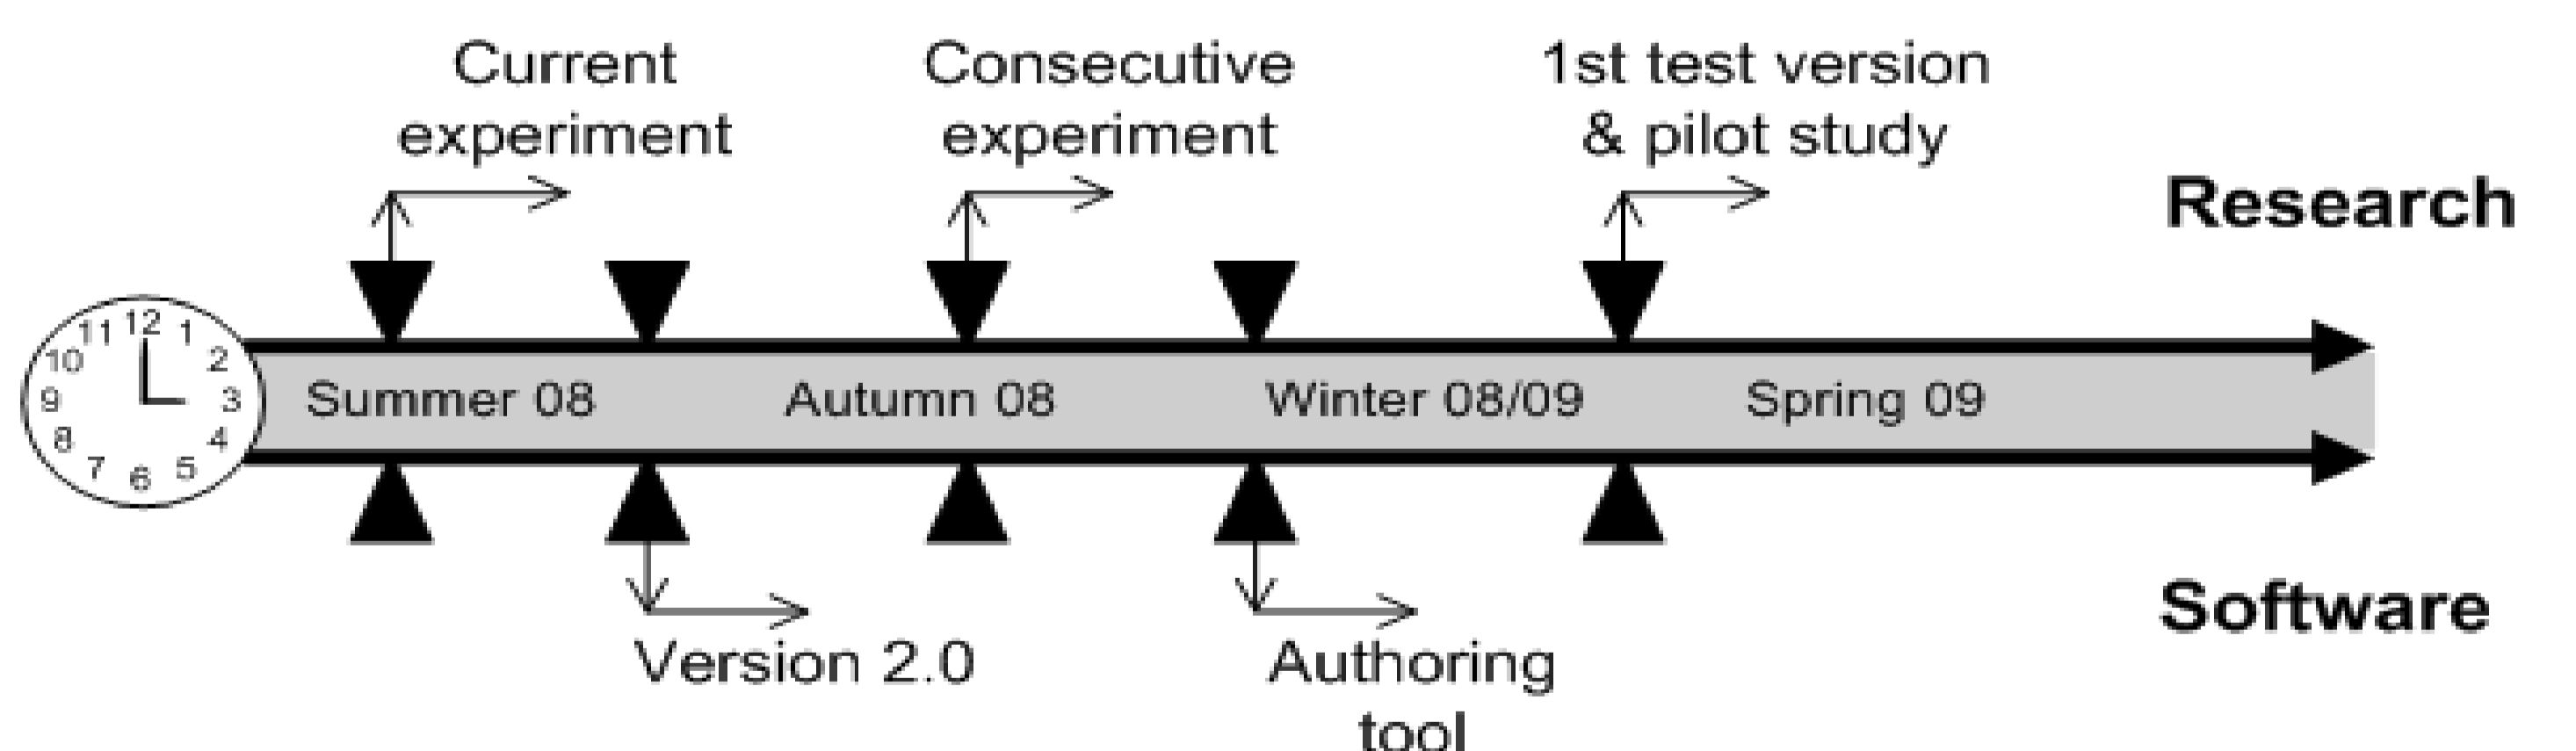 Current
experiment
Consecutive
experiment
1st test version
& pilot study
Research
11 12 1
10 2
9 3
8 4
7 6 5
Summer 08
Autumn 08
Winter 08/09
Spring 09
Version 2.0
Authoring
tool
Software